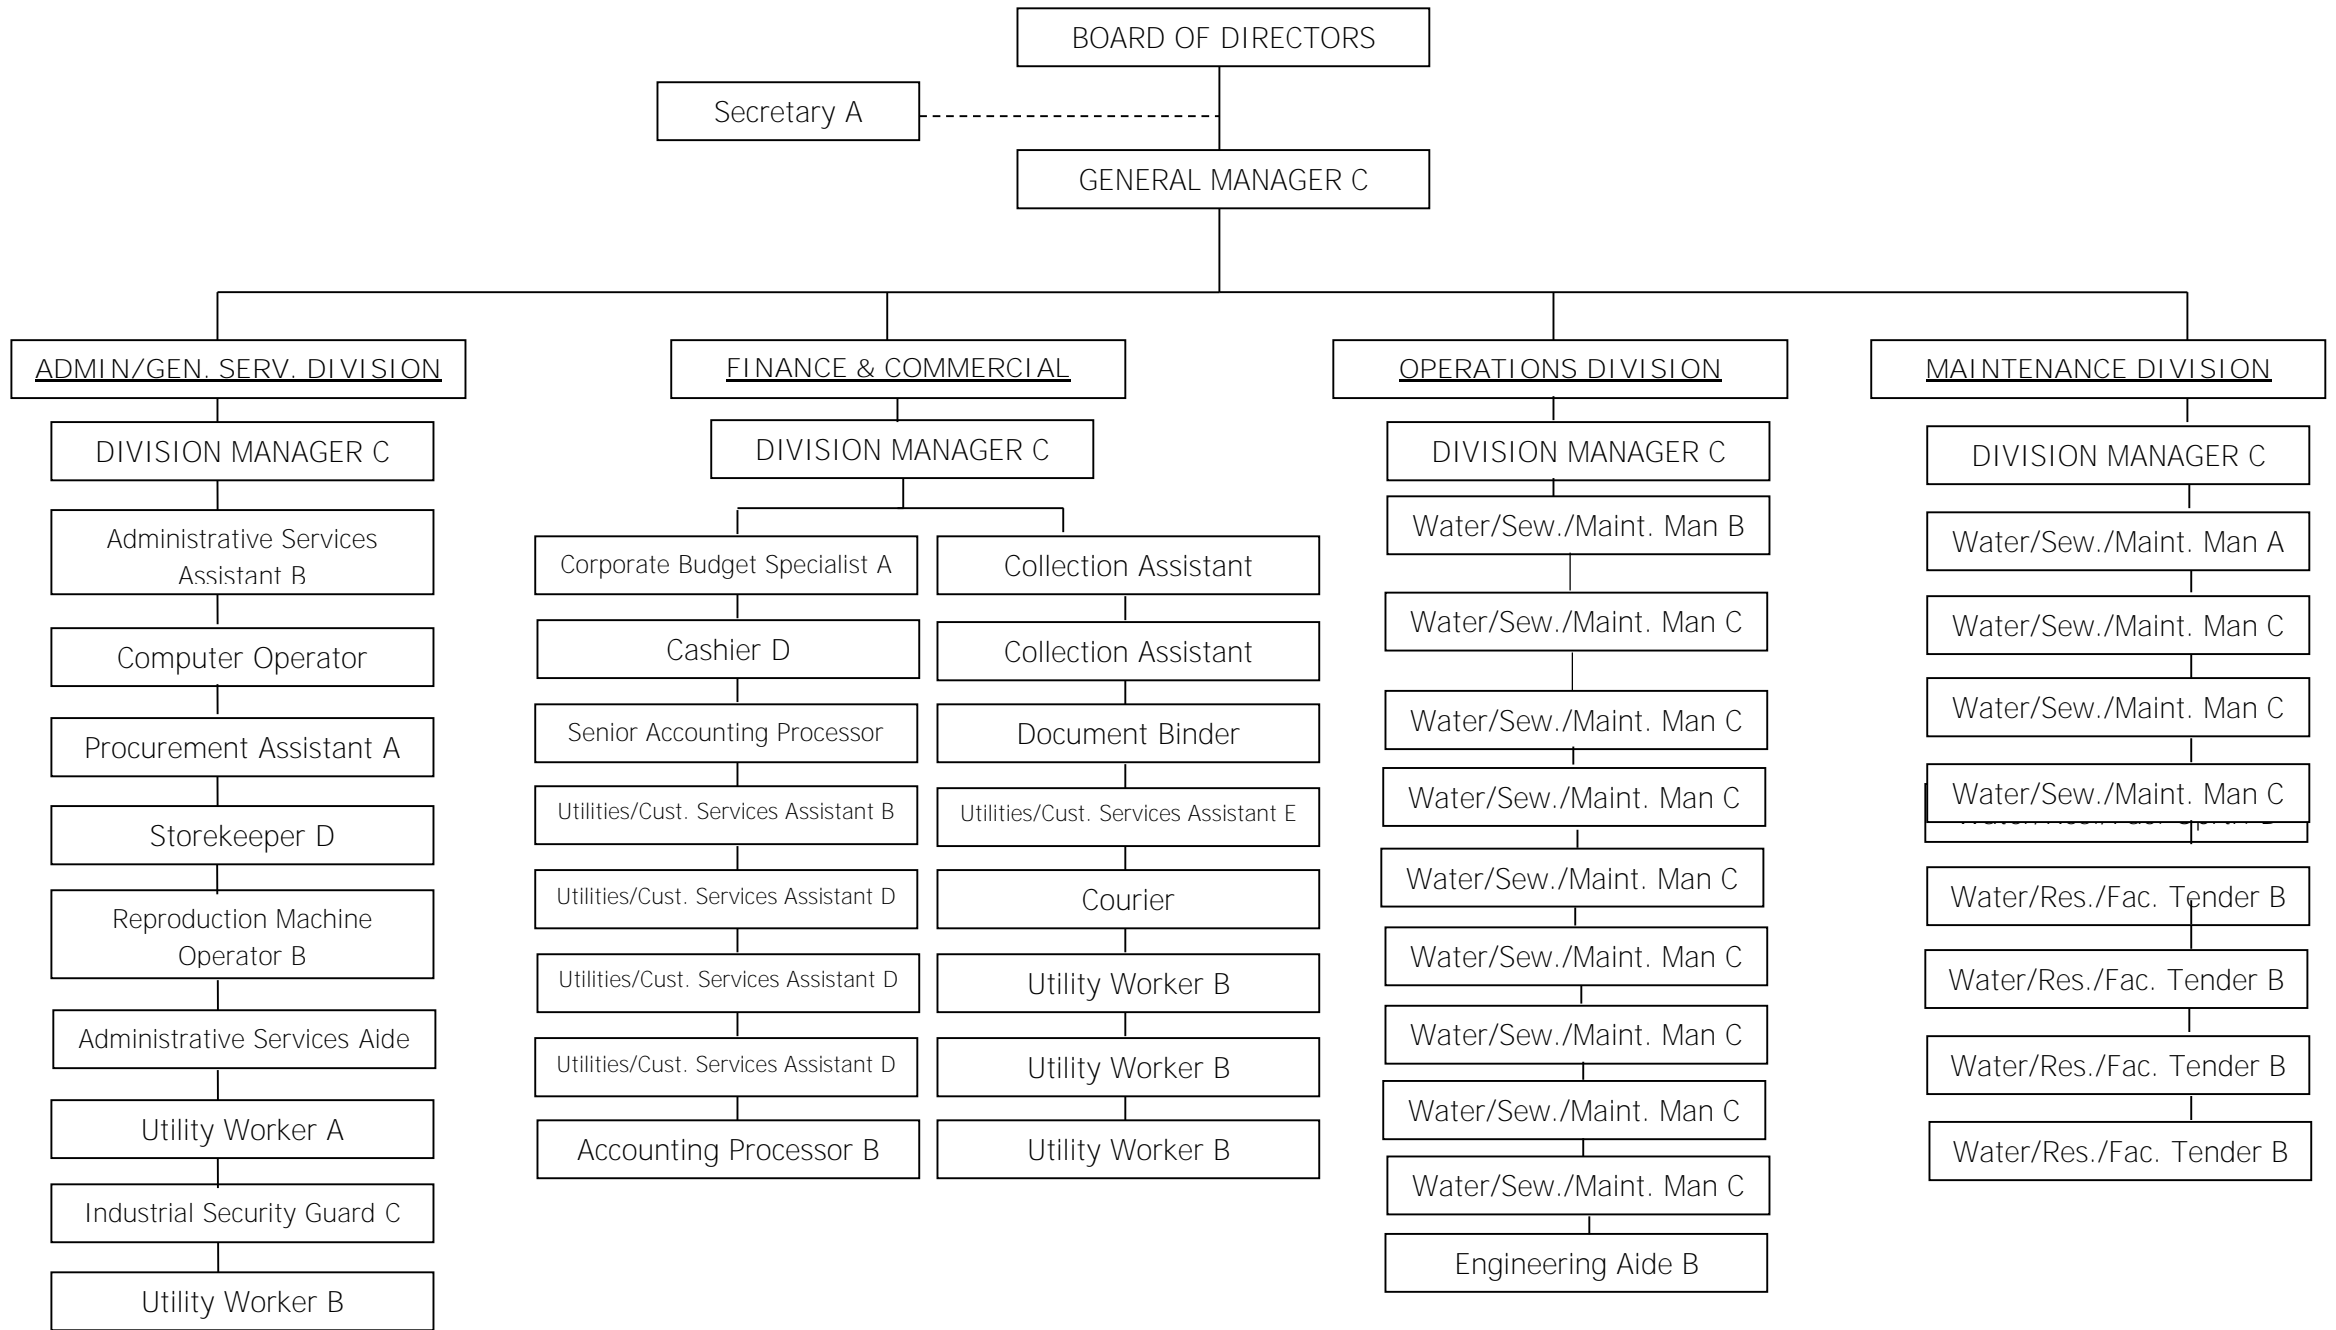 BOARD OF DIRECTORS
Secretary A
GENERAL MANAGER C
ADMIN/GEN. SERV. DIVISION
DIVISION MANAGER C
Administrative Services
Assistant B
Computer Operator
Procurement Assistant A
Storekeeper D
Reproduction Machine
Operator B
Administrative Services Aide
Utility Worker A
Industrial Security Guard C
Utility Worker B
FINANCE & COMMERCIAL
DIVISION MANAGER C
Corporate Budget Specialist A
Cashier D
Senior Accounting Processor
Utilities/Cust. Services Assistant B
Utilities/Cust. Services Assistant D
Utilities/Cust. Services Assistant D
Utilities/Cust. Services Assistant D
Accounting Processor B
Collection Assistant
Collection Assistant
Document Binder
Utilities/Cust. Services Assistant E
Courier
Utility Worker B
Utility Worker B
Utility Worker B
OPERATIONS DIVISION
DIVISION MANAGER C
Water/Sew./Maint. Man B
Water/Sew./Maint. Man C
Water/Sew./Maint. Man C
Water/Sew./Maint. Man C
Water/Sew./Maint. Man C
Water/Sew./Maint. Man C
Water/Sew./Maint. Man C
Water/Sew./Maint. Man C
Water/Sew./Maint. Man C
Engineering Aide B
MAINTENANCE DIVISION
DIVISION MANAGER C
Water/Sew./Maint. Man A
Water/Sew./Maint. Man C
Water/Sew./Maint. Man C
Water/Sew./Maint. Man C
Water/Res./Fac. Tender B
Water/Res./Fac. Tender B
Water/Res./Fac. Tender B
Water/Res./Fac. Tender B